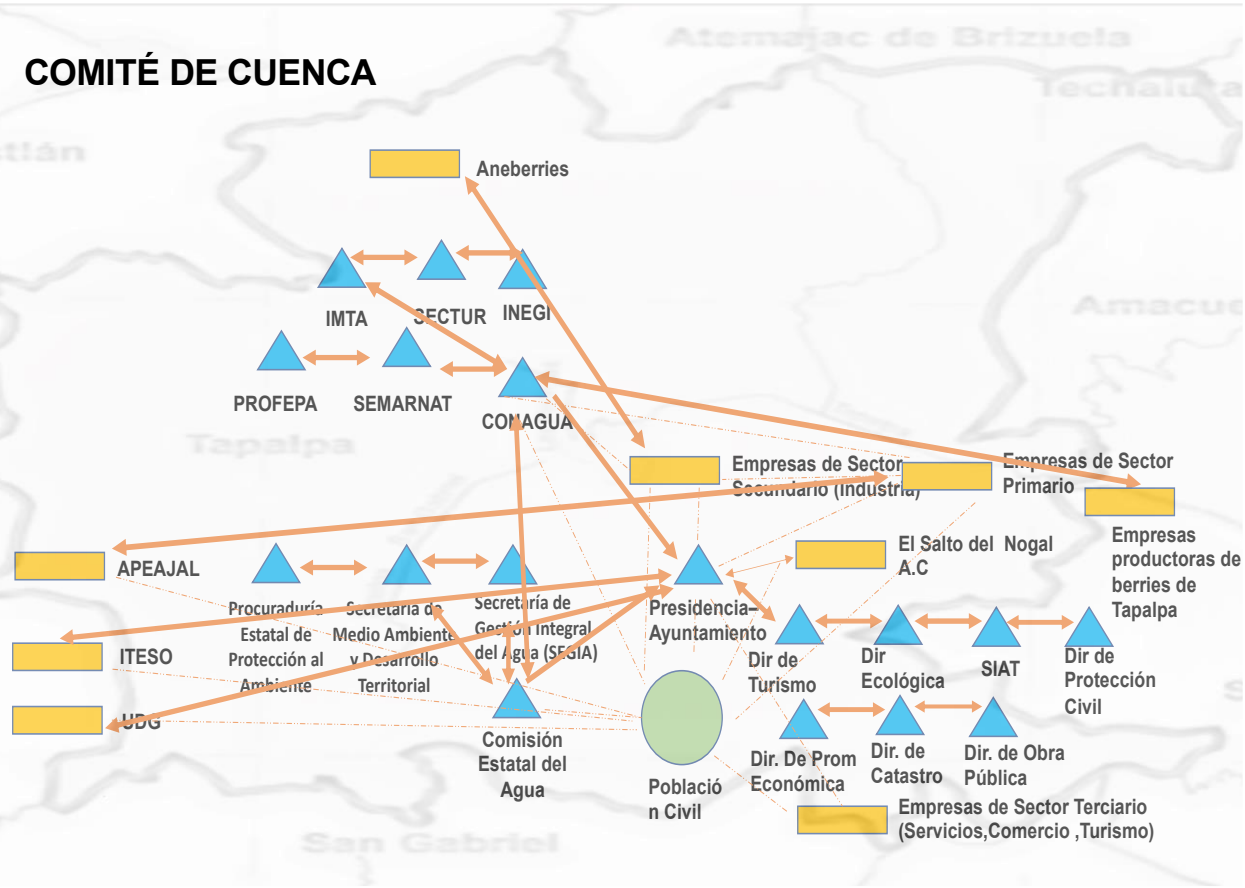 Atemajac de Brizuela
COMITÉ DE CUENCA
Techaluta
tlán
Aneberries
IMTA
SECTUR
INEGI
Amacue
PROFEPA
SEMARNAT
CONAGUA
Tapalpa
Empresas de Sector
Secundario (Industria)
Empresas de Sector
Primario
Empresas
productoras de
berries de
Tapalpa
APEAJAL
El Salto del Nogal
A.C
Procuraduría
Estatal de
Protección al
Ambiente
Secretaría de
Medio Ambiente
y Desarrollo
Territorial
Secretaría de
Gestión Integral
del Agua (SEGIA)
Presidencia–
Ayuntamiento
ITESO
Dir de
Turismo
Dir
Ecológica
SIAT
Dir de
Protección
Civil
UDG
Comisión
Estatal del
Agua
Població
n Civil
Dir. De Prom
Económica
Dir. de
Catastro
Dir. de Obra
Pública
Empresas de Sector Terciario
(Servicios,Comercio ,Turismo)
San Gabriel